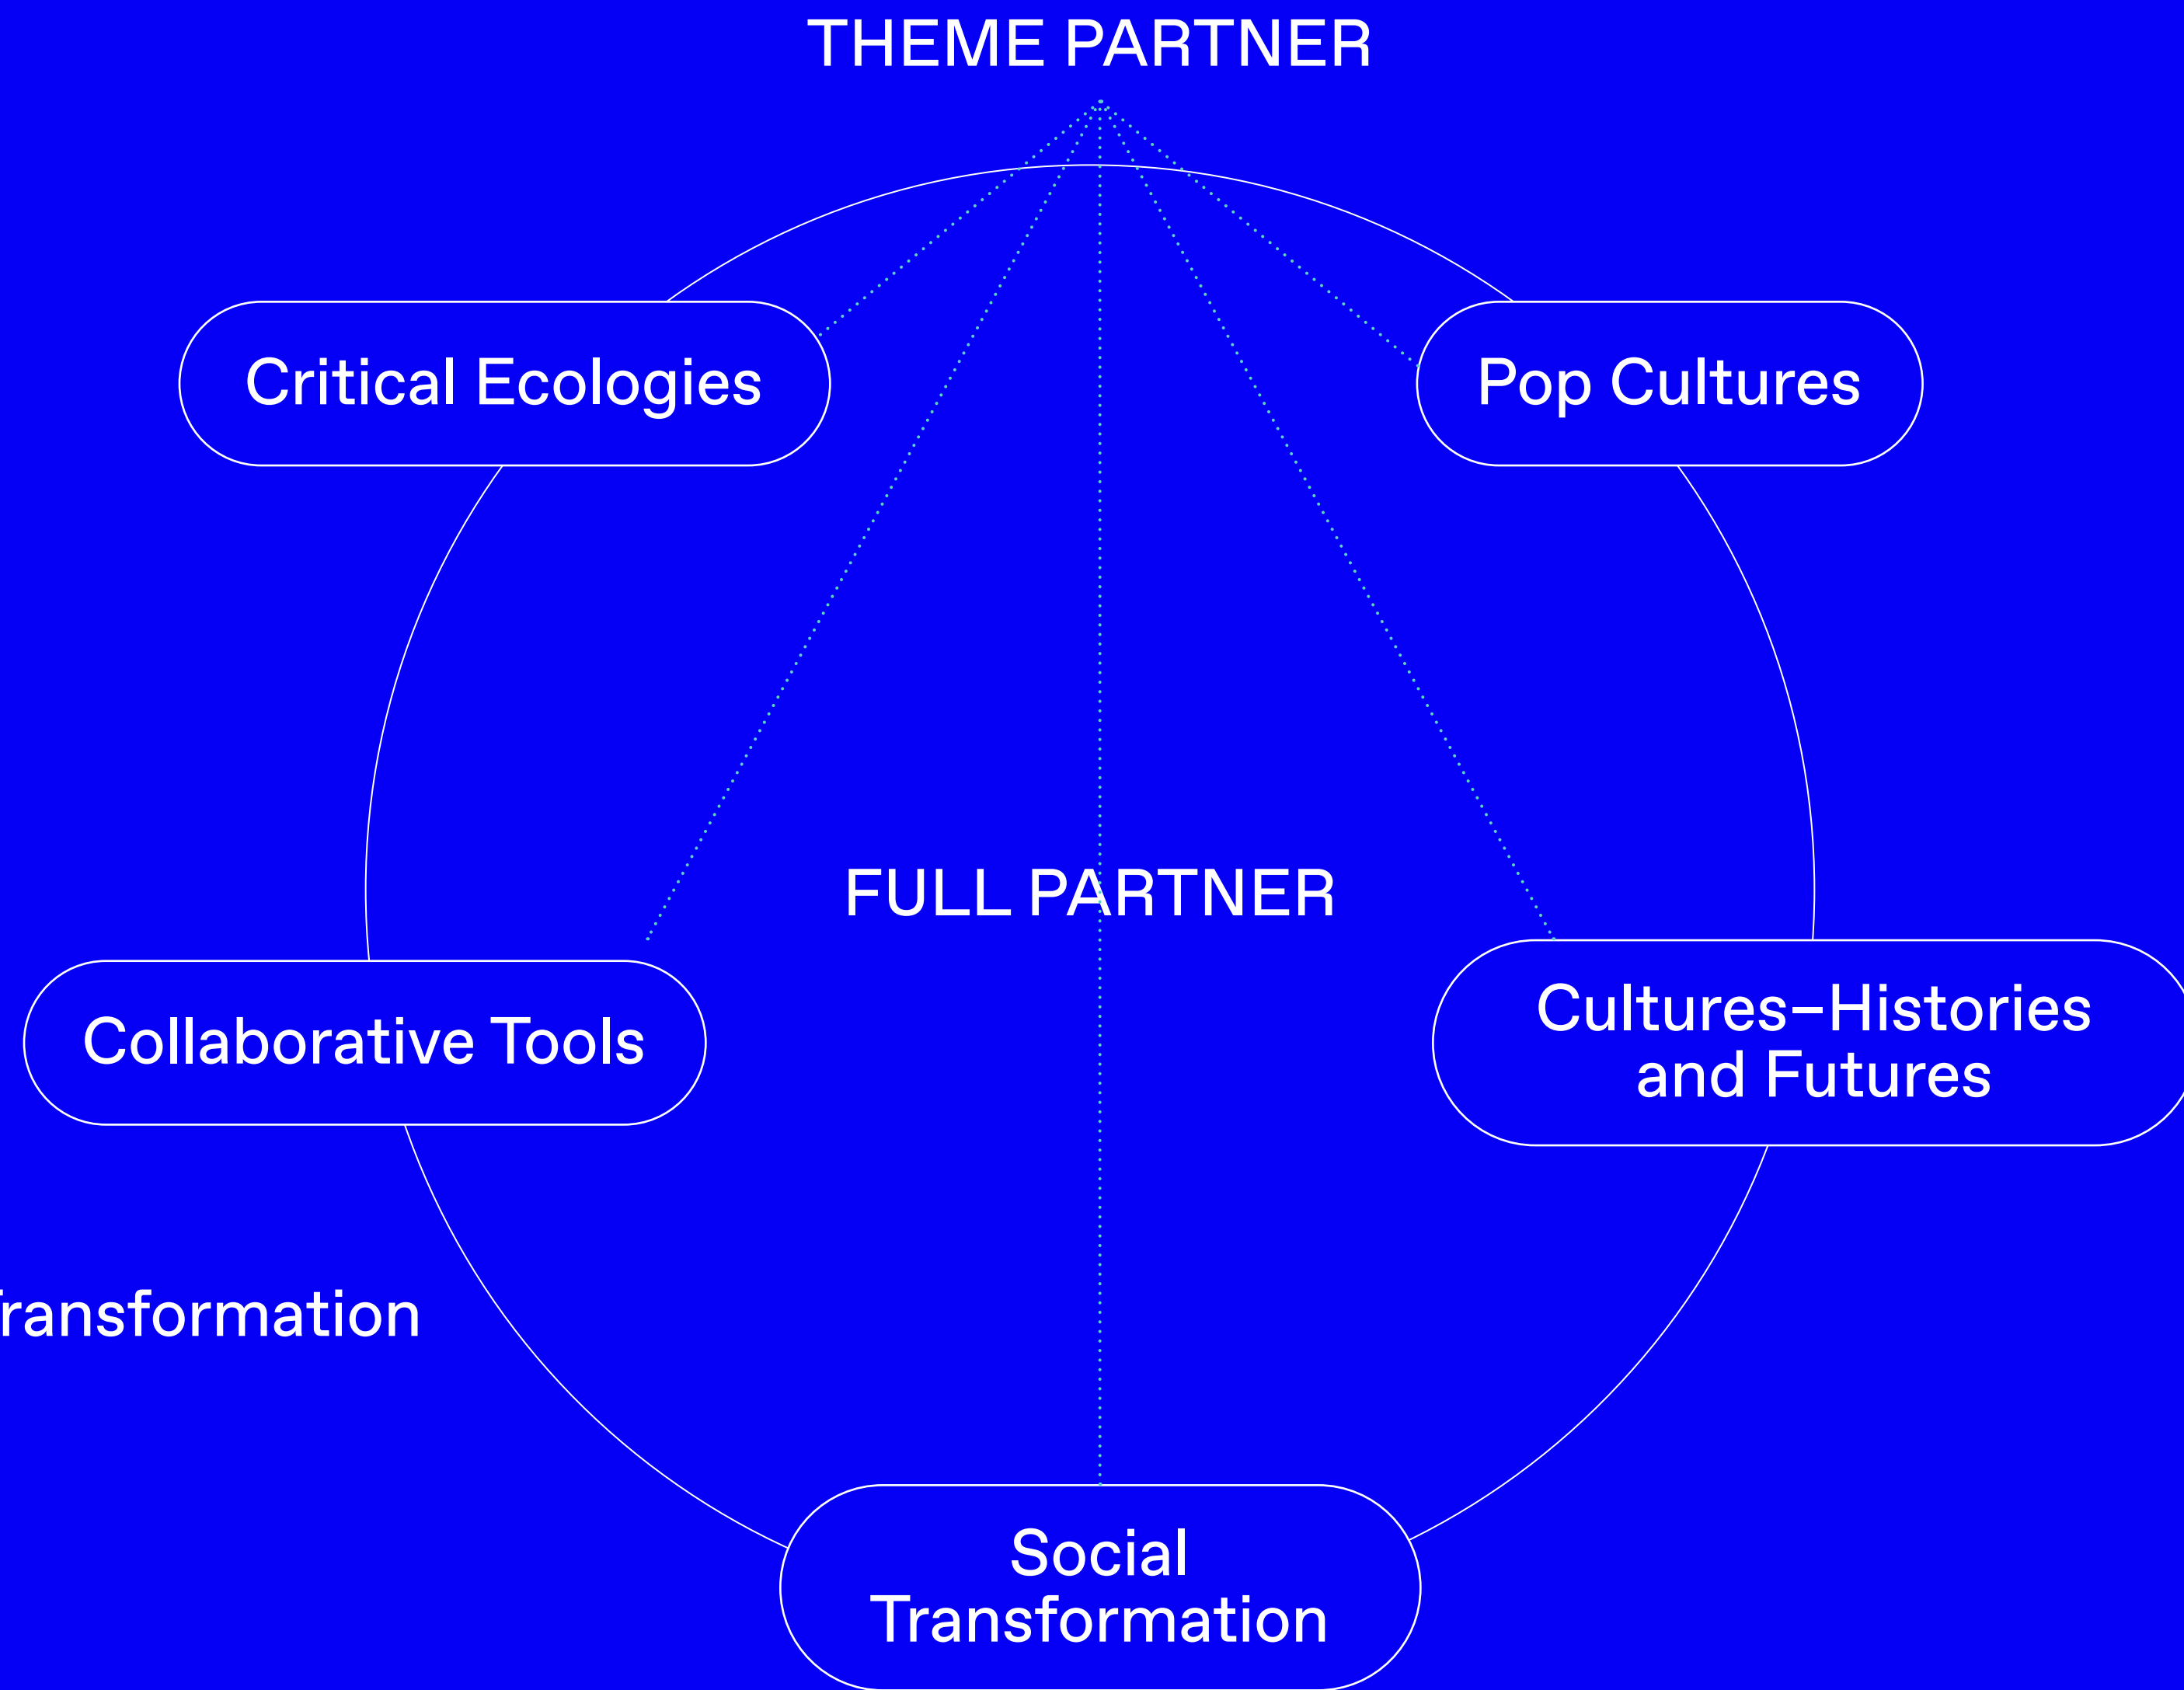 THEME PARTNER
Critical Ecologies
Pop Cultures
FULL PARTNER
Collaborative Tools
Cultures–Histories
and Futures
ransformation
Social
Transformation